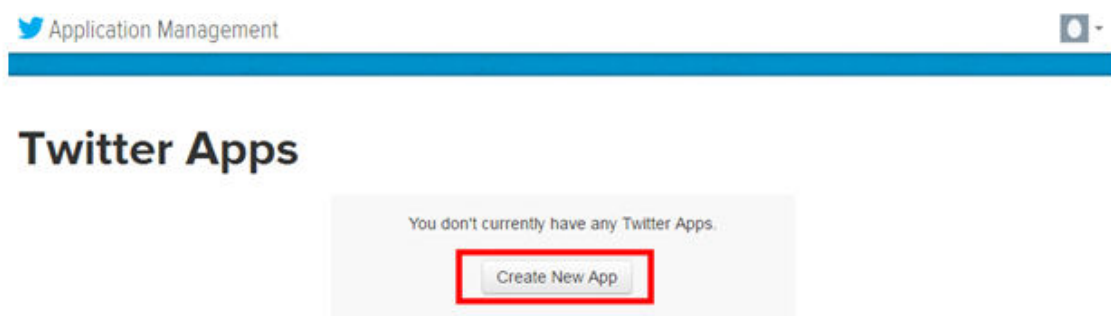 Application Management
Twitter Apps
You don't currently have any Twitter Apps.
Create New App